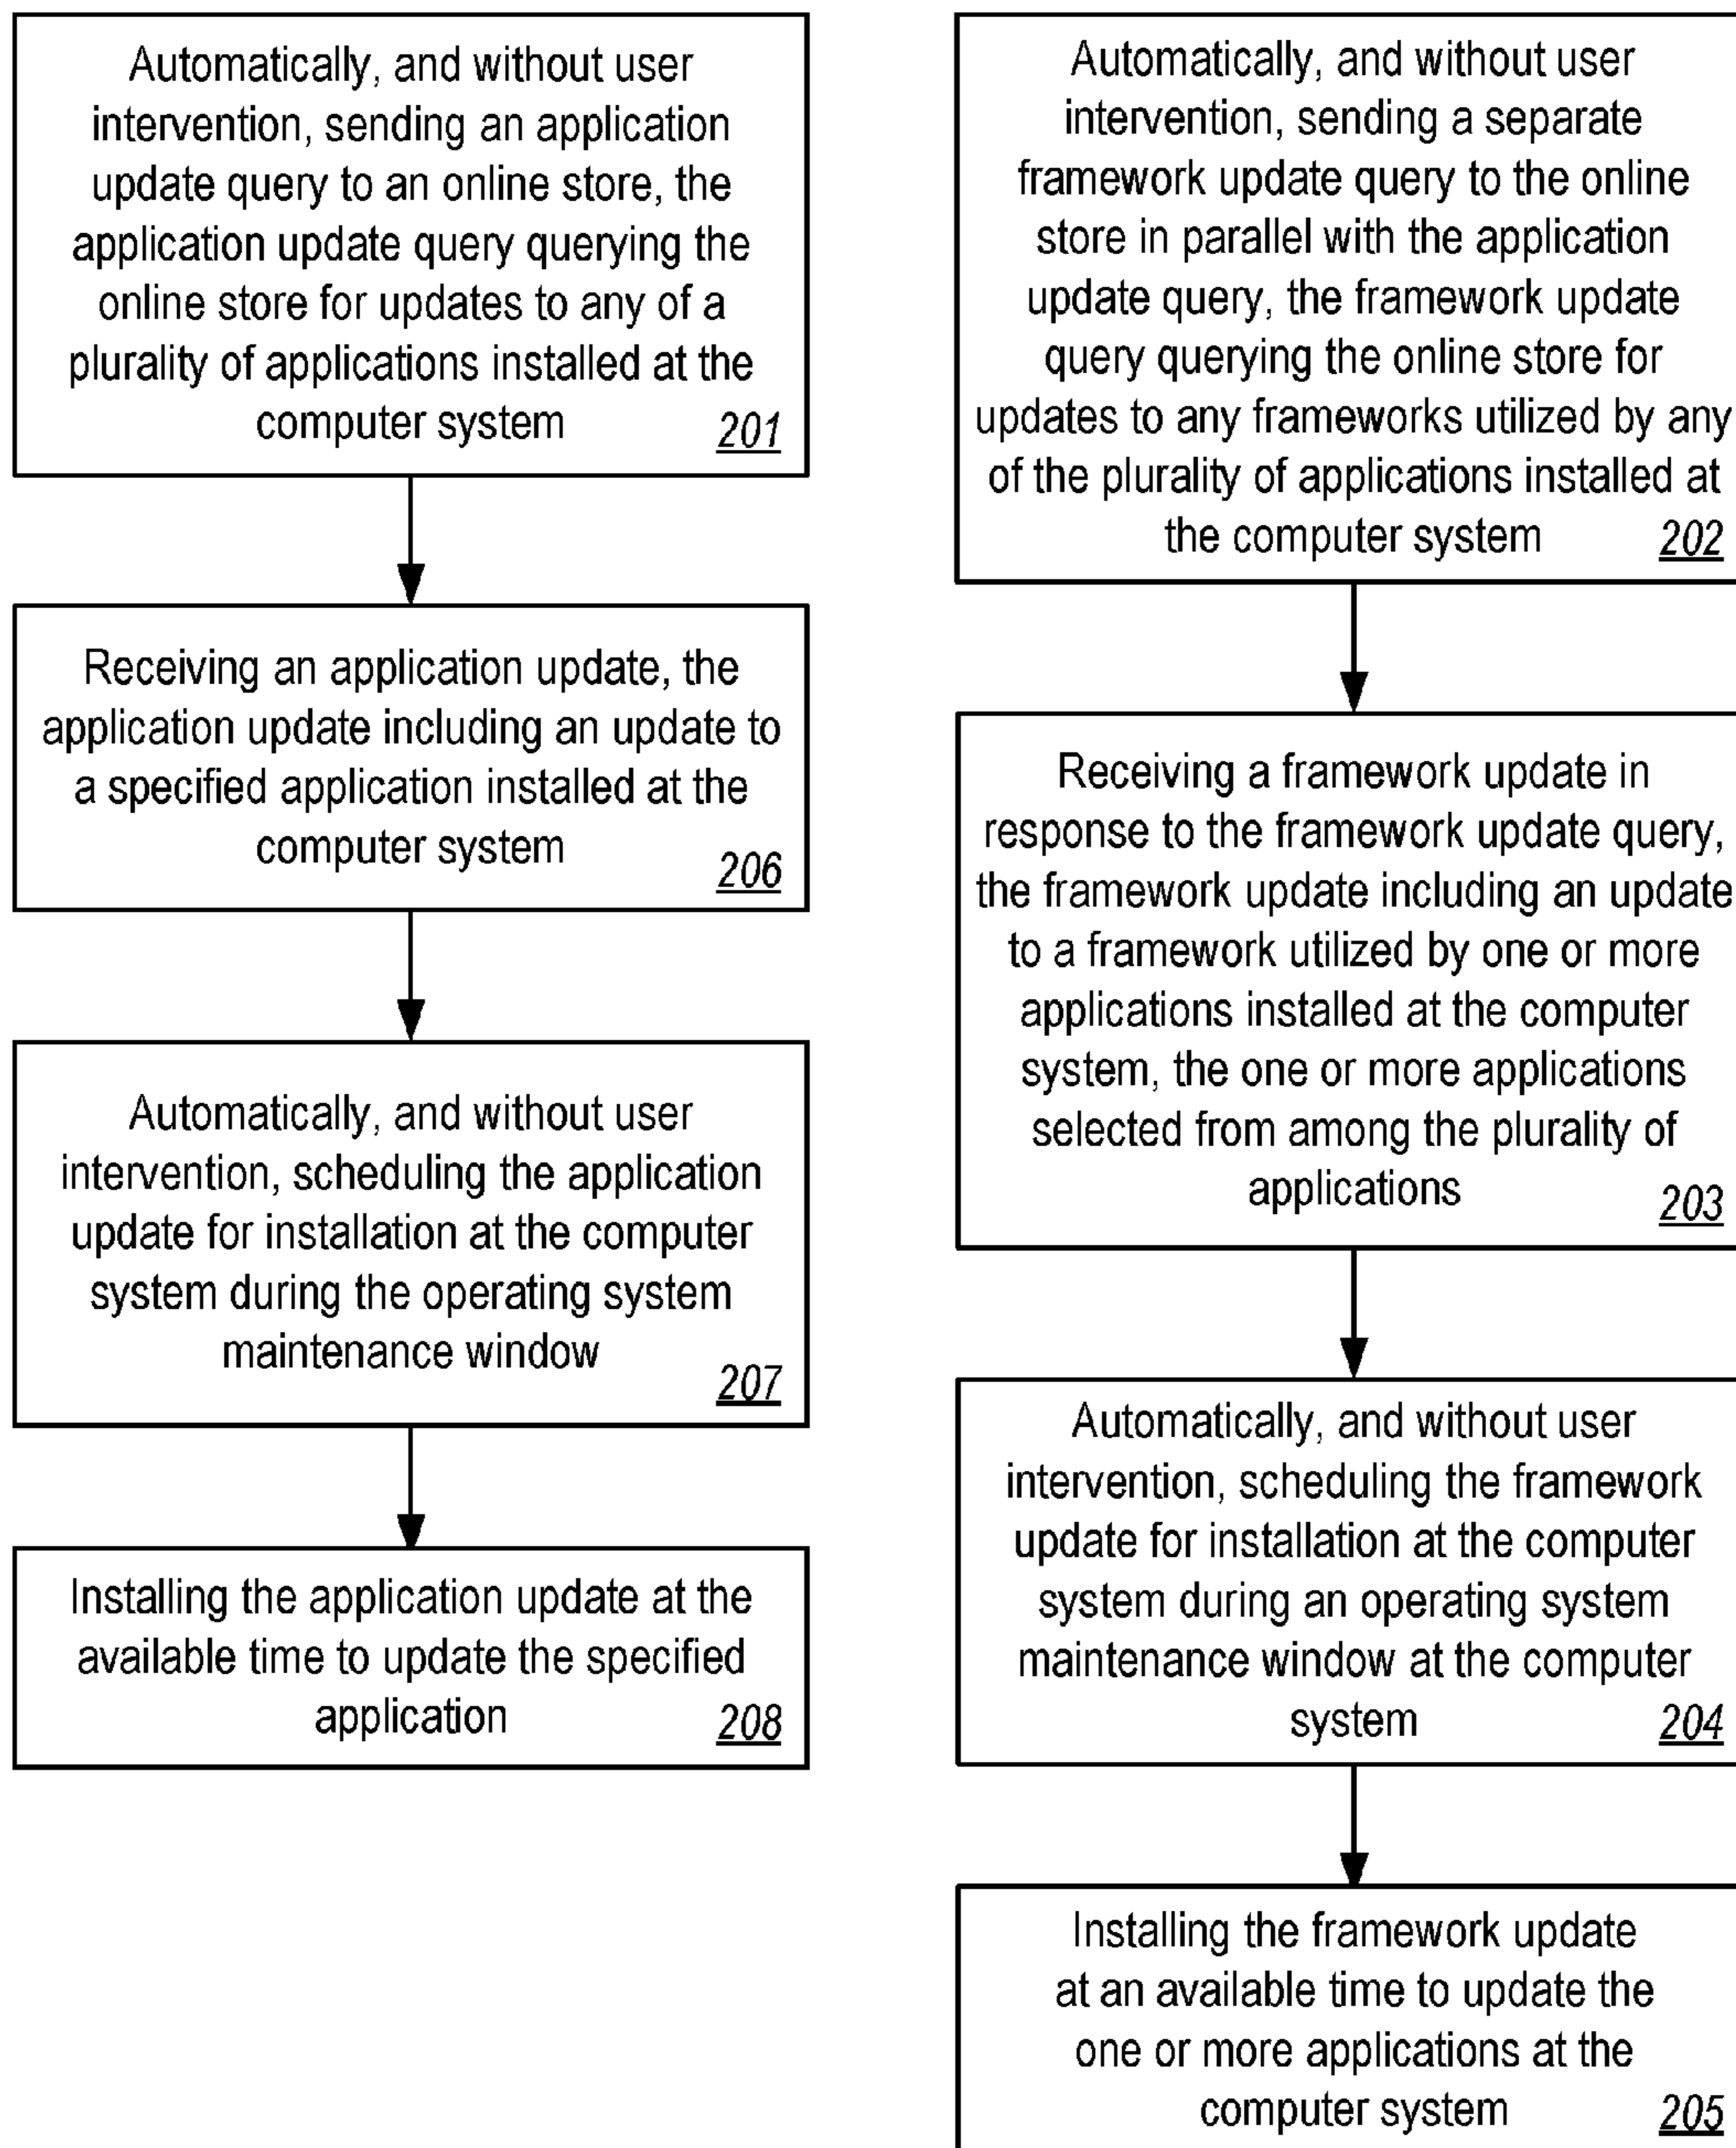 Automatically, and without user
intervention, sending an application
update query to an online store, the
application update query querying the
online store for updates to any of a
plurality of applications installed at the
computer system 201
Receiving an application update, the
application update including an update to
a specified application installed at the
computer system 206
Automatically, and without user
intervention, scheduling the application
update for installation at the computer
system during the operating system
maintenance window 207
Installing the application update at the
available time to update the specified
application 208
Automatically, and without user
intervention, sending a separate
framework update query to the online
store in parallel with the application
update query, the framework update
query querying the online store for
updates to any frameworks utilized by any
of the plurality of applications installed at
the computer system 202
Receiving a framework update in
response to the framework update query,
the framework update including an update
to a framework utilized by one or more
applications installed at the computer
system, the one or more applications
selected from among the plurality of
applications 203
Automatically, and without user
intervention, scheduling the framework
update for installation at the computer
system during an operating system
maintenance window at the computer
system 204
Installing the framework update
at an available time to update the
one or more applications at the
computer system 205